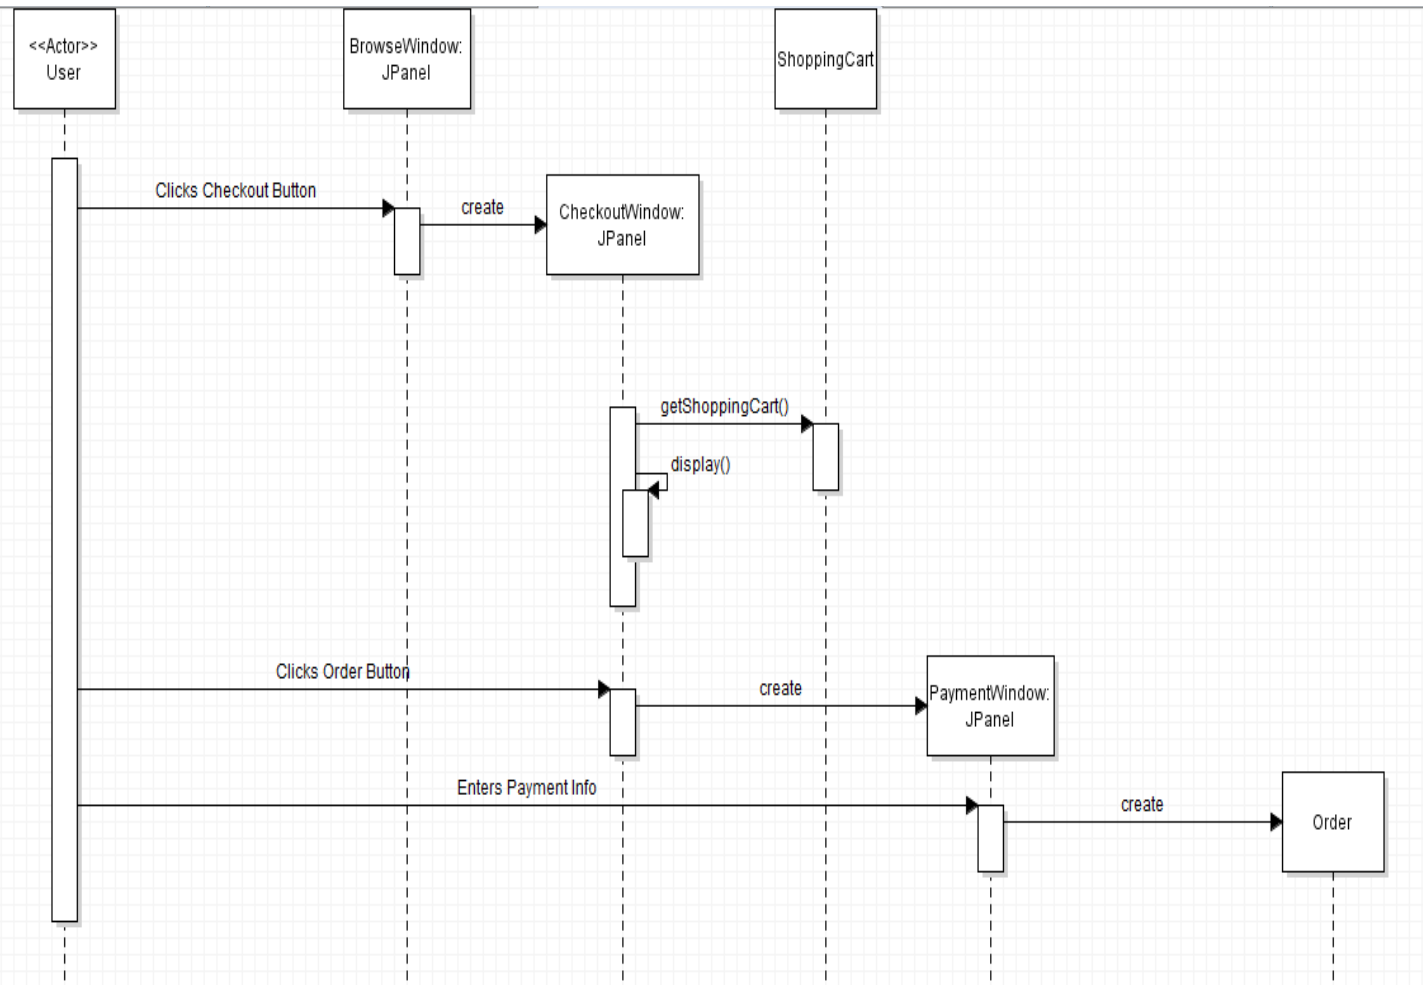 <<Actor>>
User
BrowseWindow:
JPanel
ShoppingCart
Clicks Checkout Button
create
CheckoutWindow:
JPanel
getShoppingCart()
display()
Clicks Order Button
create
PaymentWindow:
JPanel
Enters Payment Info
create
Order